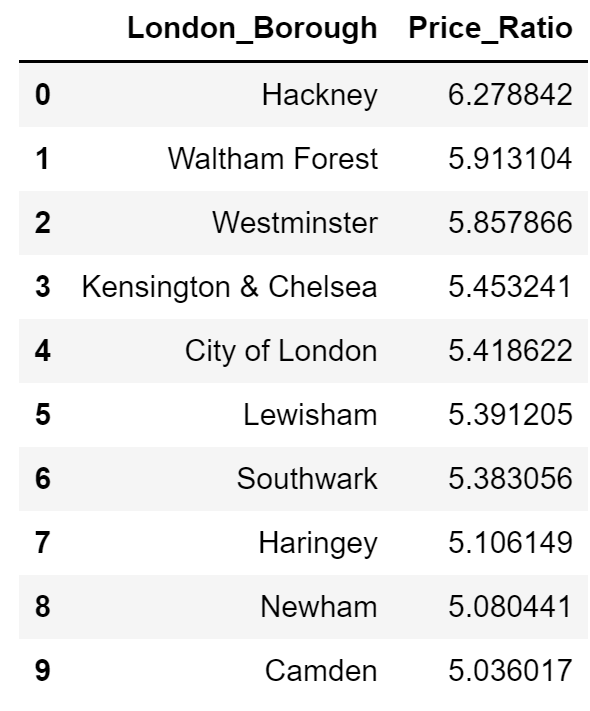 London_Borough Price_Ratio
0 Hackney 6.278842
1 Waltham Forest 5.913104
2 Westminster 5.857866
3 Kensington & Chelsea 5.453241
4 City of London 5.418622
5 Lewisham 5.391205
6 Southwark 5.383056
7 Haringey 5.106149
8 Newham 5.080441
9 Camden 5.036017